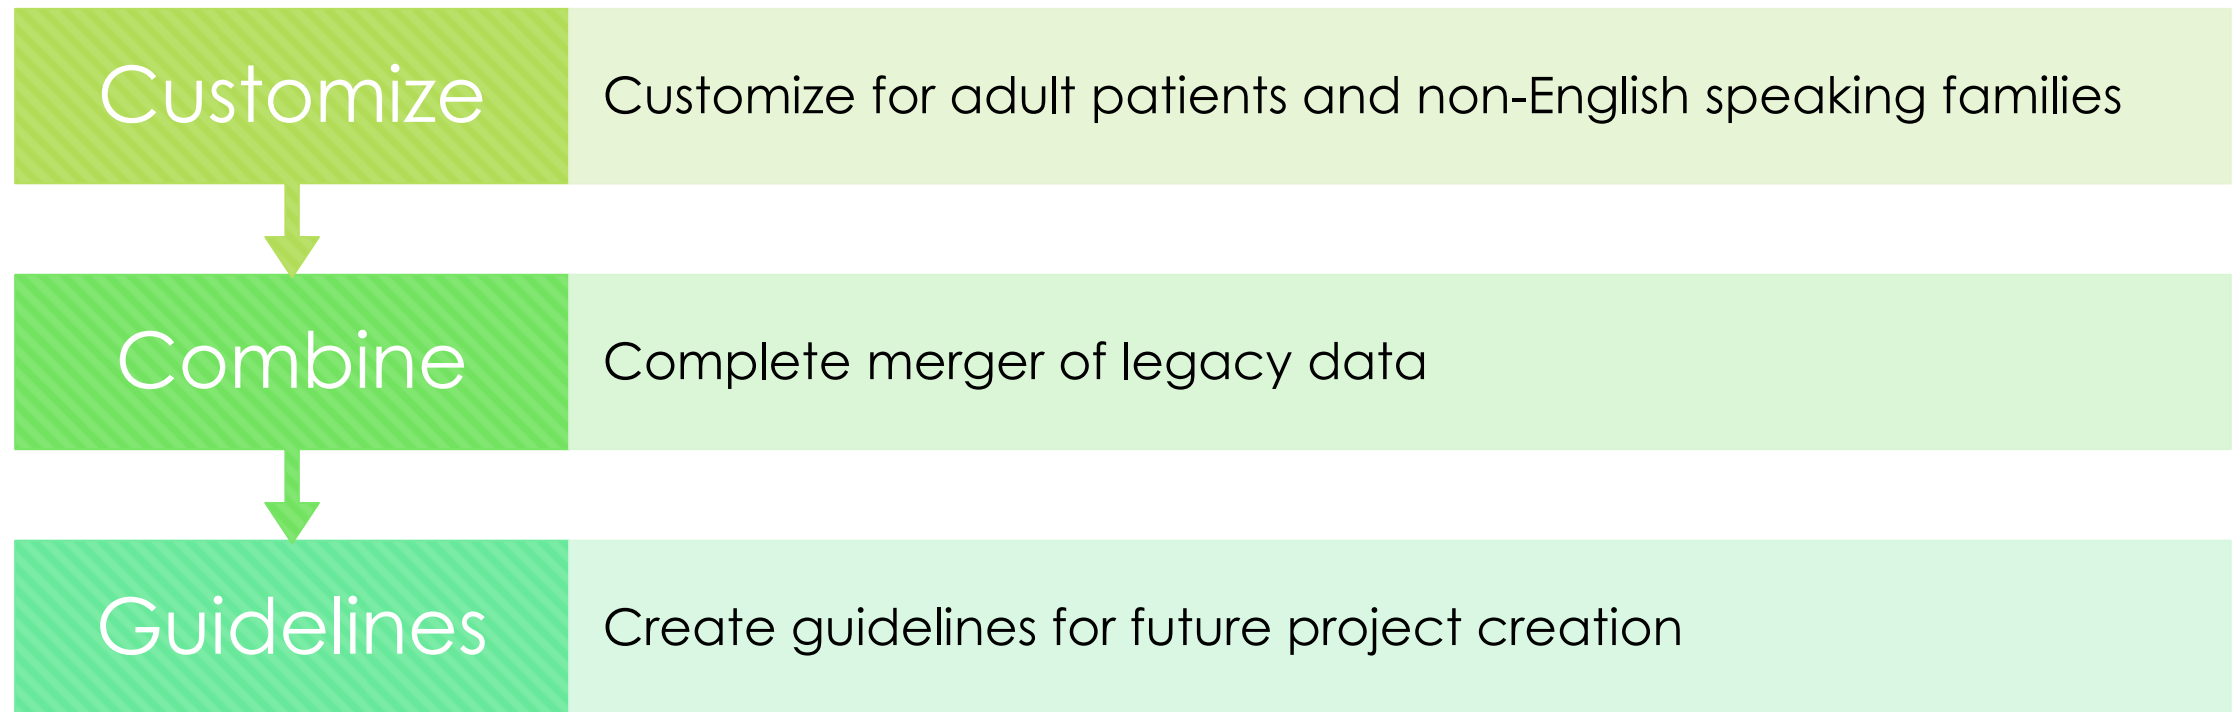 Customize
Customize for adult patients and non-English speaking families
Combine
Complete merger of legacy data
Guidelines
Create guidelines for future project creation